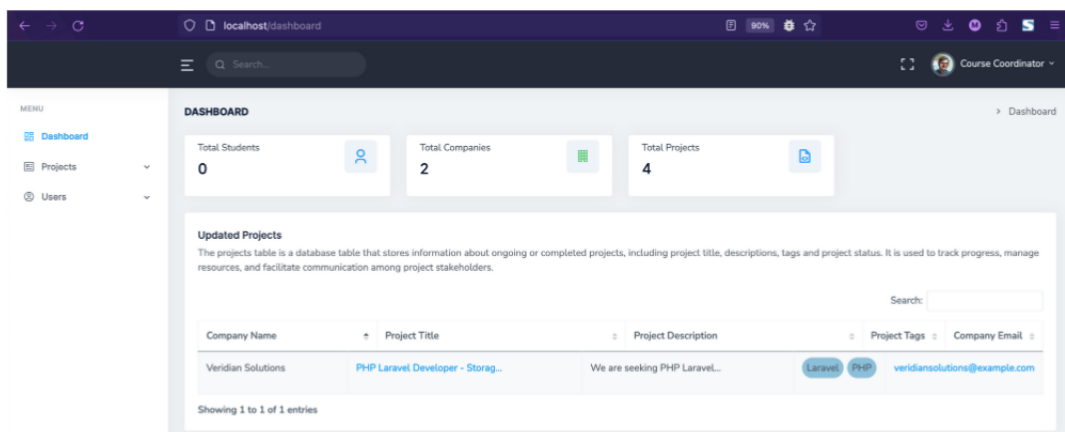 localhost/dashboard 90% M S
Search... Course Coordinator
MENU
DASHBOARD > Dashboard
Dashboard
Projects
Users
Total Students
0
Total Companies
2
Total Projects
4
Updated Projects
The projects table is a database table that stores information about ongoing or completed projects, including project title, descriptions, tags and project status. It is used to track progress, manage
resources, and facilitate communication among project stakeholders.
Search:
Company Name Project Title Project Description Project Tags Company Email
Veridian Solutions PHP Laravel Developer - Storag... We are seeking PHP Laravel... Laravel PHP veridiansolutions@example.com
Showing 1 to 1 of 1 entries